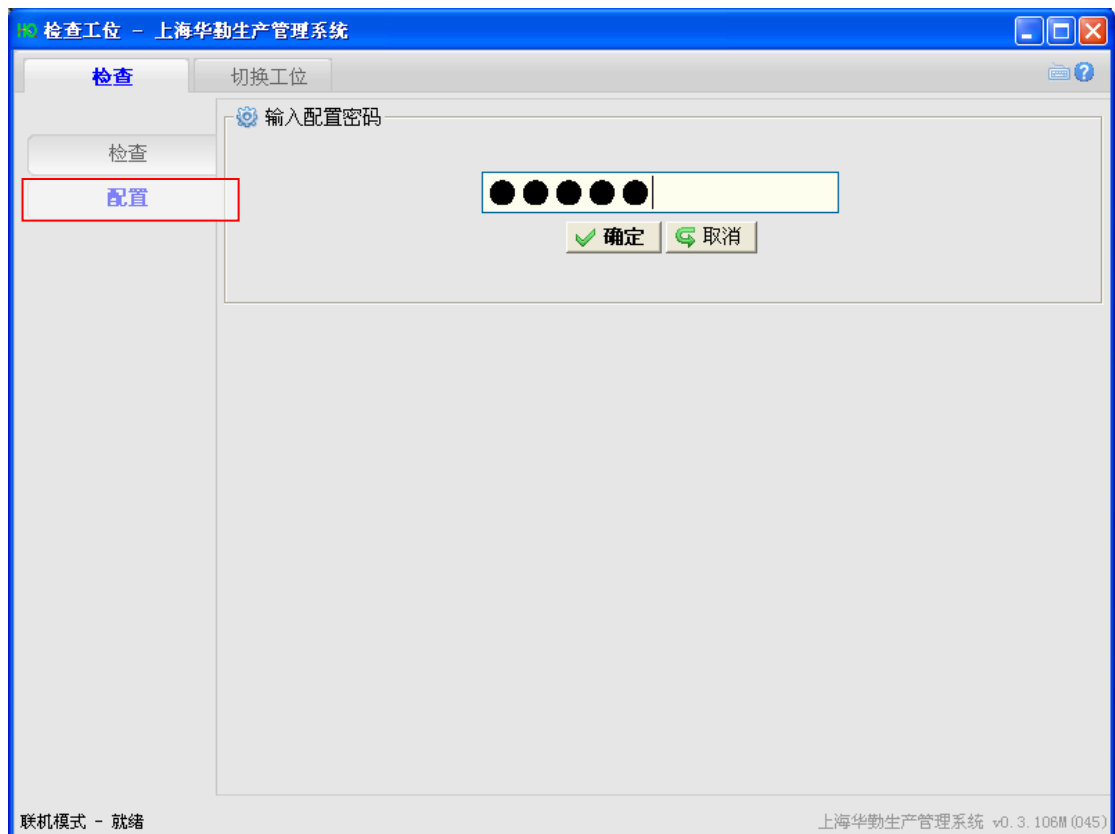 HQ 检查工位 - 上海华勤生产管理系统
检查 切换工位
输入配置密码
检查
配置
确定 取消
联机模式 - 就绪 上海华勤生产管理系统 v0.3.106M(045)